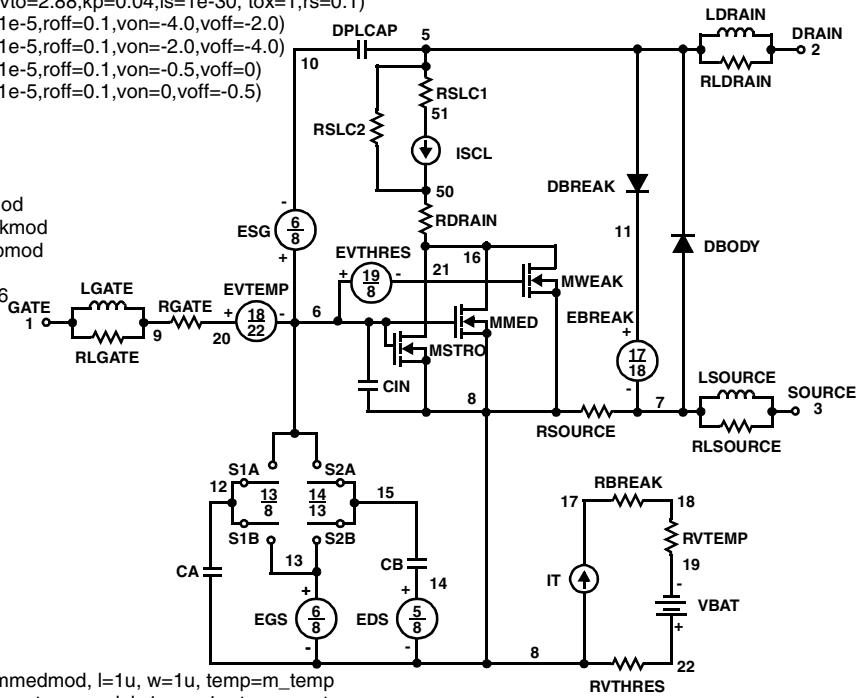 vto=2.88,kp=0.04,is=1e-30, tox=1,rs=0.1)
1e-5,roff=0.1,von=-4.0,voff=-2.0)
1e-5,roff=0.1,von=-2.0,voff=-4.0)
1e-5,roff=0.1,von=-0.5,voff=0)
1e-5,roff=0.1,von=0,voff=-0.5)
od
kmod
omod
6
LDRAIN
DPLCAP 5 DRAIN
10 2
RSLC1 RLDRAIN
51
RSLC2
ISCL
50 DBREAK
-
6
8
ESG
+
RDRAIN
11
DBODY
EVTHRES 16
+ 19
8 - 21
MWEAK
LGATE EVTEMP
GATE RGATE 6 EBREAK
1 + 18
22 - MMED +
9 20 17
18
RLGATE MSTRO
- LSOURCE
CIN SOURCE
8 7 3
RSOURCE
RLSOURCE
S1A S2A
12 13
8 14
13 15
S1B S2B
13
RBREAK
17 18
RVTEMP
CA CB 19
+ + 14 IT -
EGS 6
8 EDS 5
8 VBAT
- - +
8 22
RVTHRES
mmedmod, l=1u, w=1u, temp=m_temp